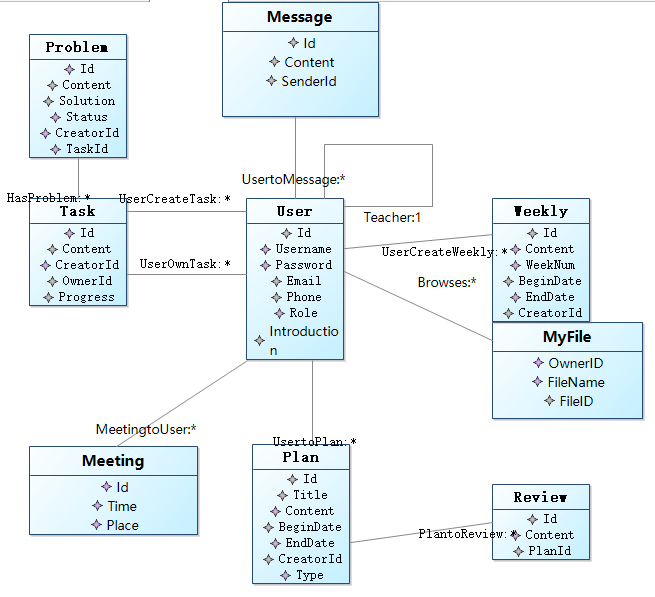 Message
Id
Content
SenderId
Problem
Id
Content
Solution
Status
CreatorId
TaskId
UsertoMessage:*
HasProblem:*
UserCreateTask:*
Teacher:1
Task
Id
Content
CreatorId
OwnerId
Progress
UserOwnTask:*
User
Id
Username
Password
Email
Phone
Role
Introductio
n
UserCreateWeekly:*
Browses:*
Weekly
Id
Content
WeekNum
BeginDate
EndDate
CreatorId
MyFile
OwnerID
FileName
FileID
MeetingtoUser:*
UsertoPlan:*
Meeting
Id
Time
Place
Plan
Id
Title
Content
BeginDate
EndDate
CreatorId
Type
PlantoReview:*
Review
Id
Content
PlanId